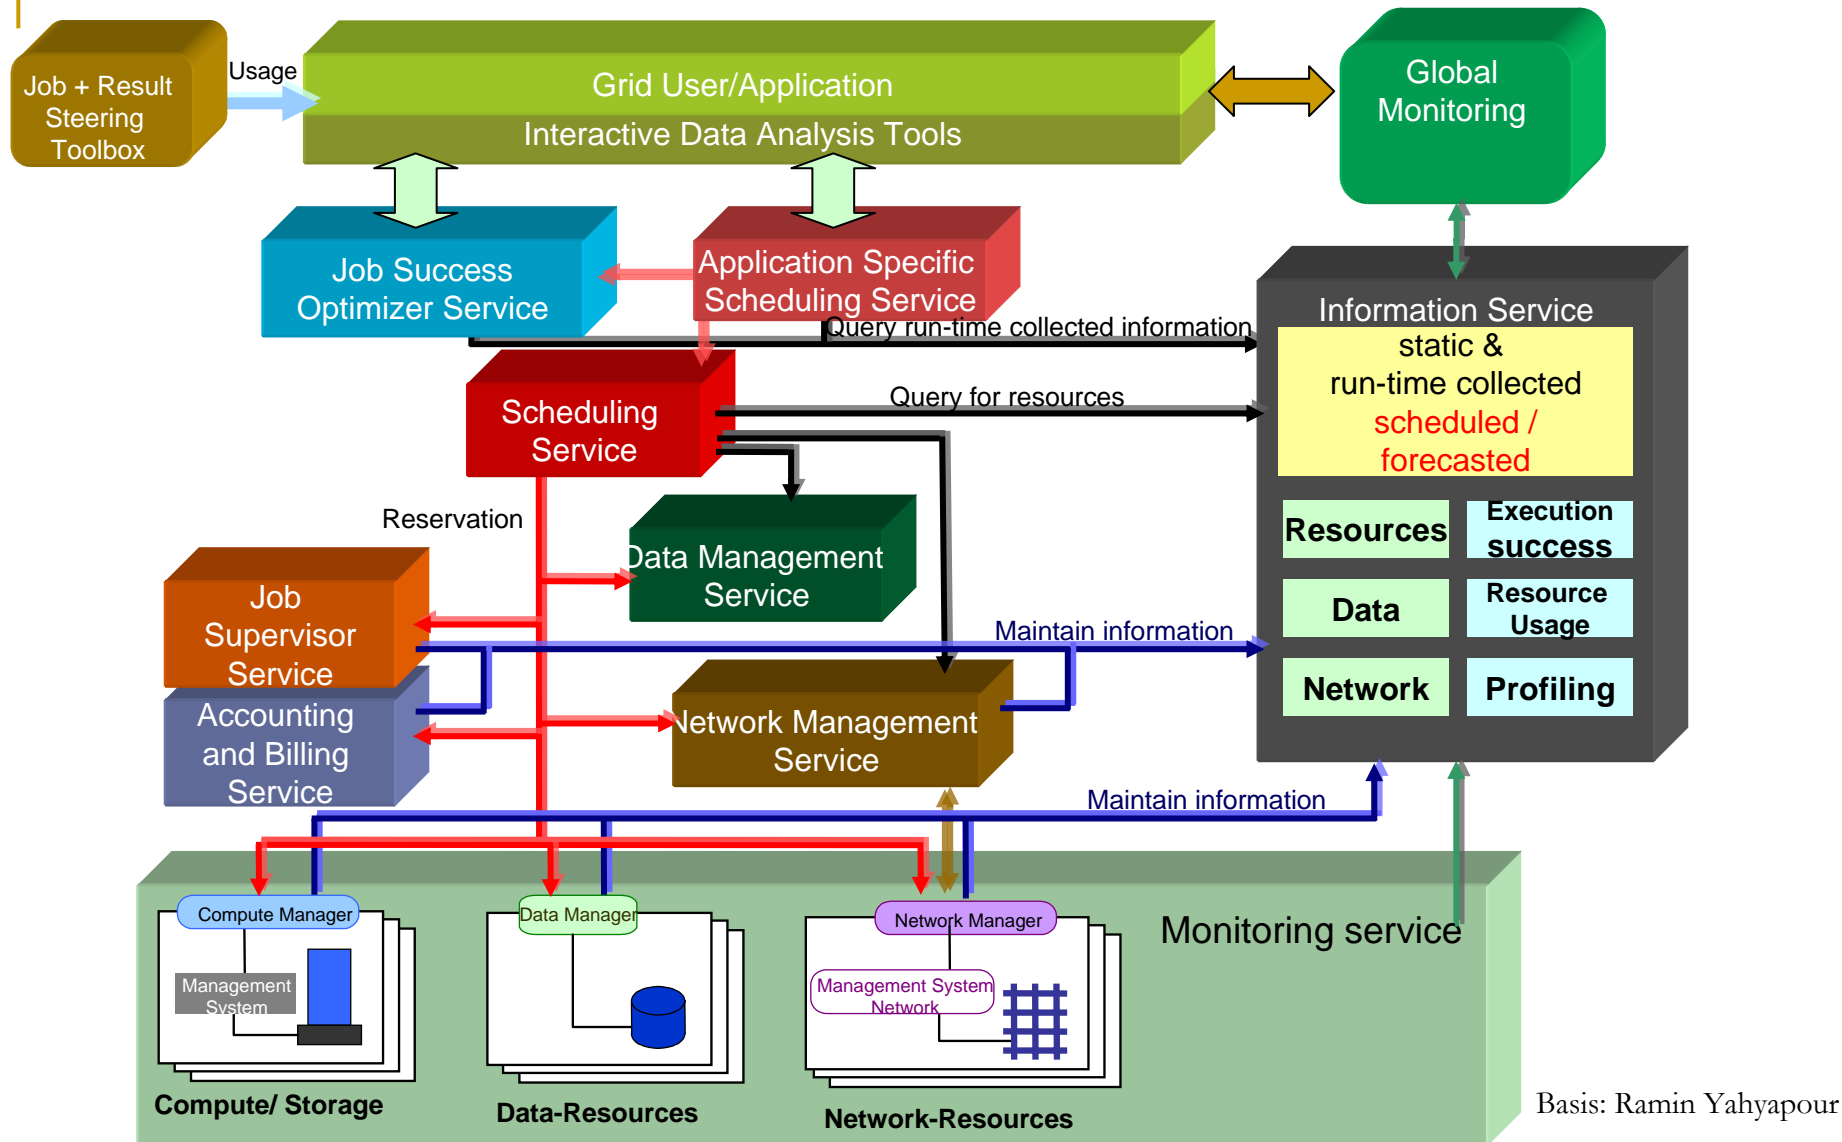 Job + Result
Steering
Toolbox
Usage
Grid User/Application
Interactive Data Analysis Tools
Global
Monitoring
Job Success
Optimizer Service
Application Specific
Scheduling Service
Query run-time collected information
Information Service
static &
run-time collected
scheduled /
forecasted
Scheduling
Service
Query for resources
Reservation
Data Management
Service
Resources
Execution
success
Data
Resource
Usage
Network
Profiling
Job
Supervisor
Service
Maintain information
Accounting
and Billing
Service
Network Management
Service
Maintain information
Compute Manager
Data Manager
Network Manager
Monitoring service
Management
System
Management System
Network
Compute/ Storage
Data-Resources
Network-Resources
Basis: Ramin Yahyapour